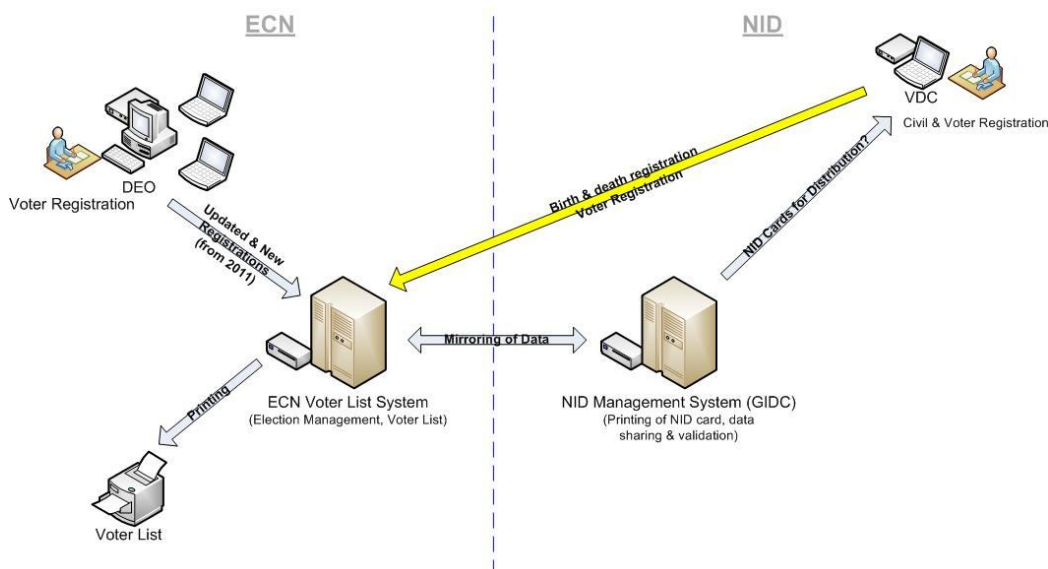 ECN
NID
DEO
Voter Registration
VDC
Civil & Voter Registration
Updated & New
Registrations
(from 2011)
Birth & death registration
Voter Registration
NID Cards for Distribution?
Mirroring of Data
Printing
ECN Voter List System
(Election Management, Voter List)
NID Management System (GIDC)
(Printing of NID card, data
sharing & validation)
Voter List